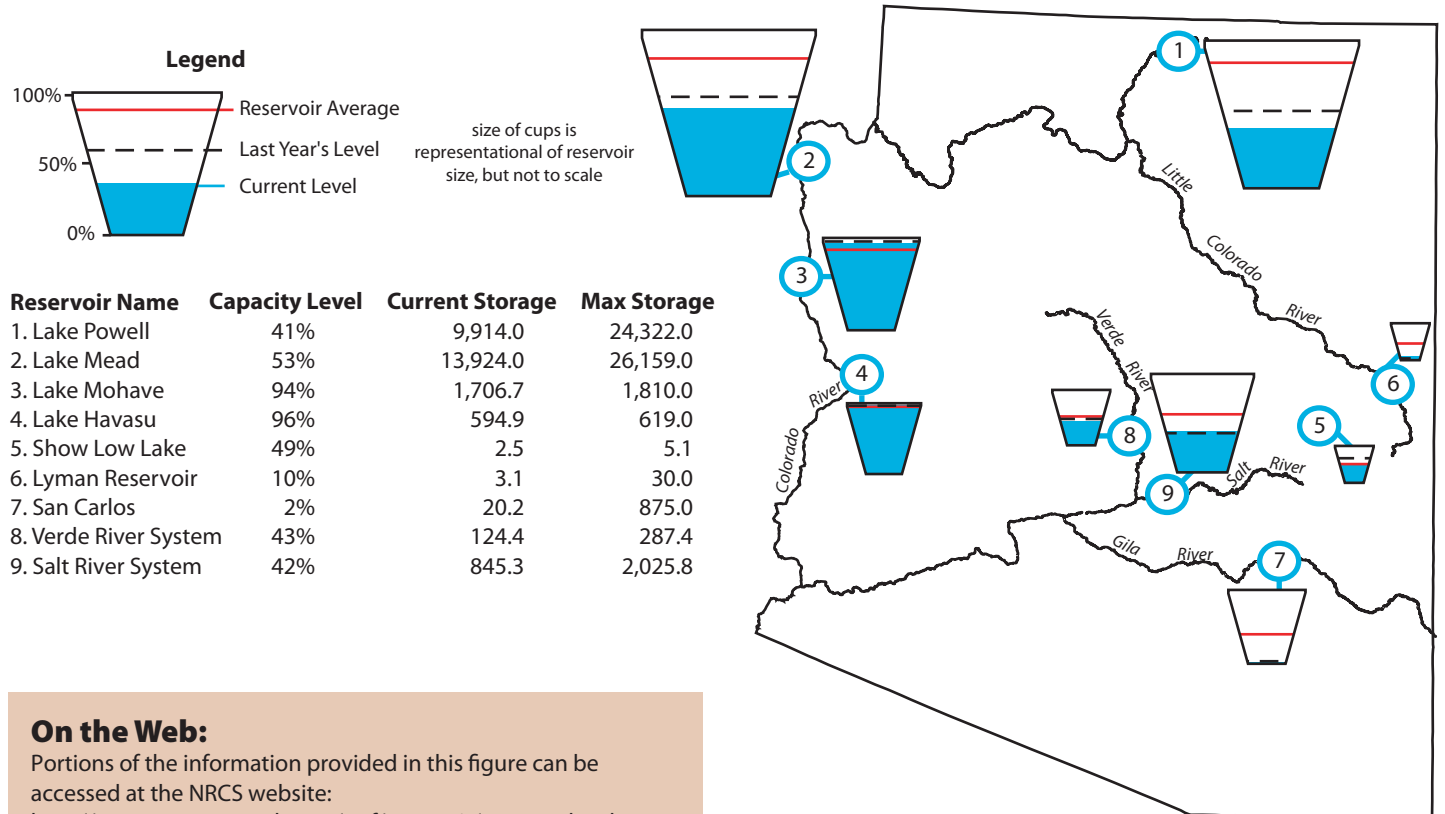 Legend
100%
50%
0%
Reservoir Average
Last Year's Level
Current Level
size of cups is
representational of reservoir
size, but not to scale
Reservoir Name Capacity Level Current Storage Max Storage
1. Lake Powell 41% 9,914.0 24,322.0
2. Lake Mead 53% 13,924.0 26,159.0
3. Lake Mohave 94% 1,706.7 1,810.0
4. Lake Havasu 96% 594.9 619.0
5. Show Low Lake 49% 2.5 5.1
6. Lyman Reservoir 10% 3.1 30.0
7. San Carlos 2% 20.2 875.0
8. Verde River System 43% 124.4 287.4
9. Salt River System 42% 845.3 2,025.8
1
2
3
4
5
6
7
8
9
Little
Colorado
River
Verde
River
Salt River
Gila River
Colorado
River
On the Web:
Portions of the information provided in this figure can be
accessed at the NRCS website: